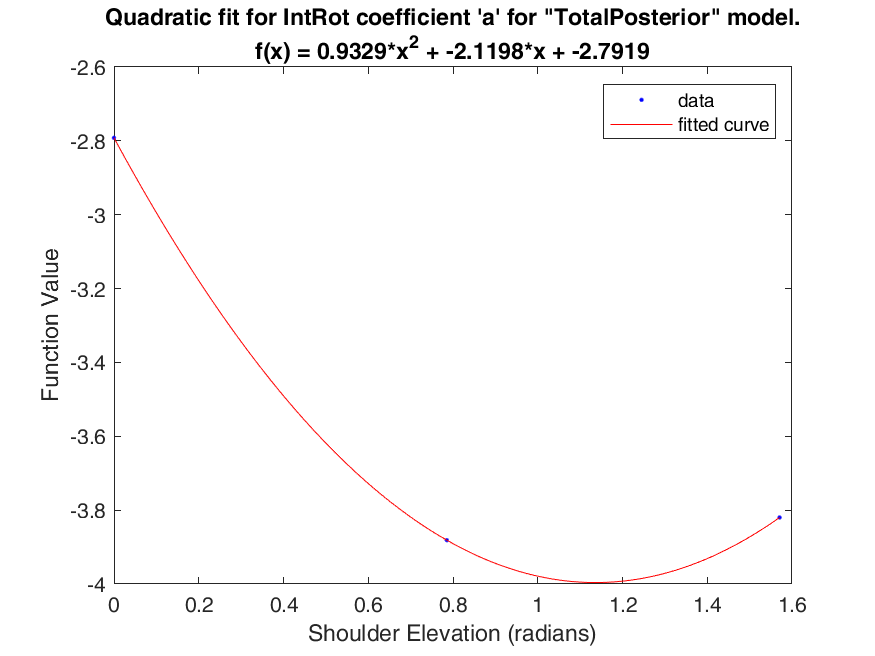 Quadratic fit for IntRot coefficient 'a' for "TotalPosterior" model.
f(x) = 0.9329*x^2 + -2.1198*x + -2.7919
data
fitted curve
-2.6
-2.8
-3
-3.2
-3.4
-3.6
-3.8
-4
Function Value
0 0.2 0.4 0.6 0.8 1 1.2 1.4 1.6
Shoulder Elevation (radians)